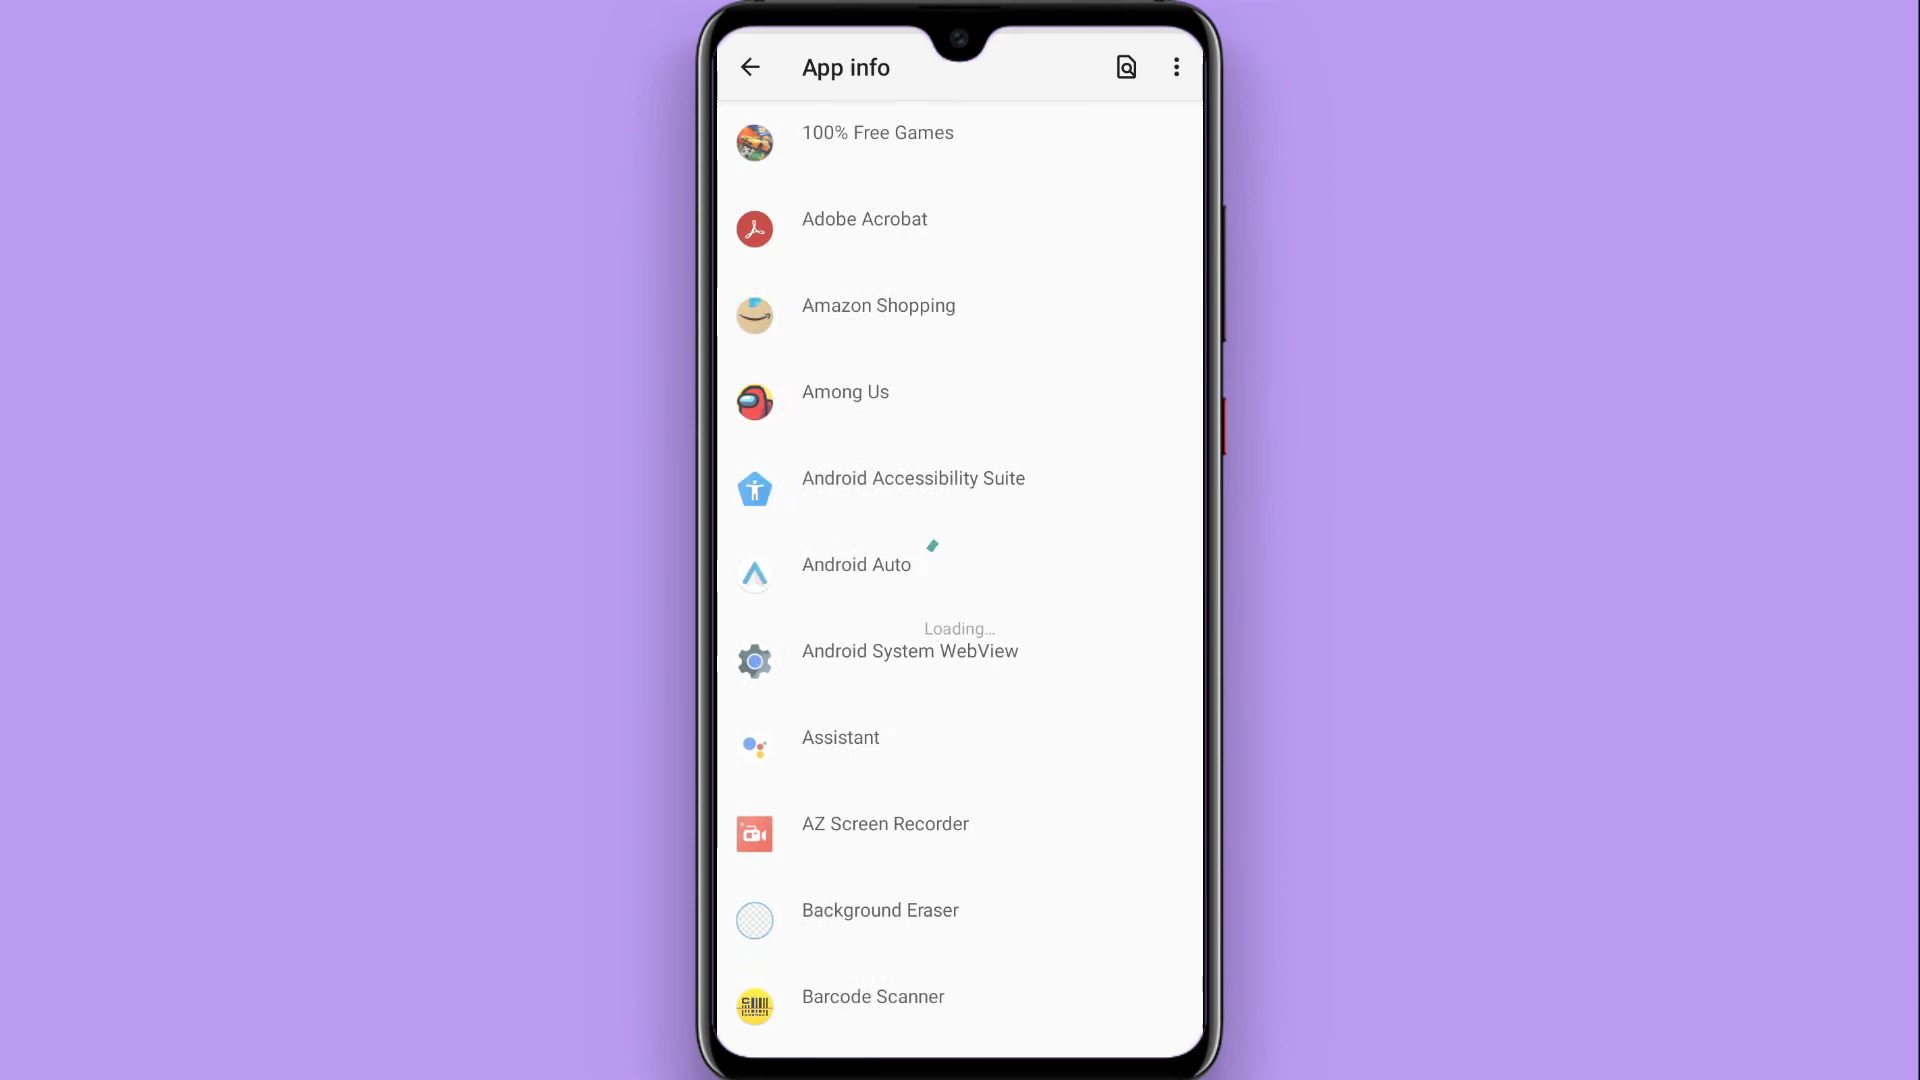 App info
100% Free Games
Adobe Acrobat
Amazon Shopping
Among Us
Android Accessibility Suite
Android Auto
Loading...
Android System WebView
Assistant
AZ Screen Recorder
Background Eraser
Barcode Scanner